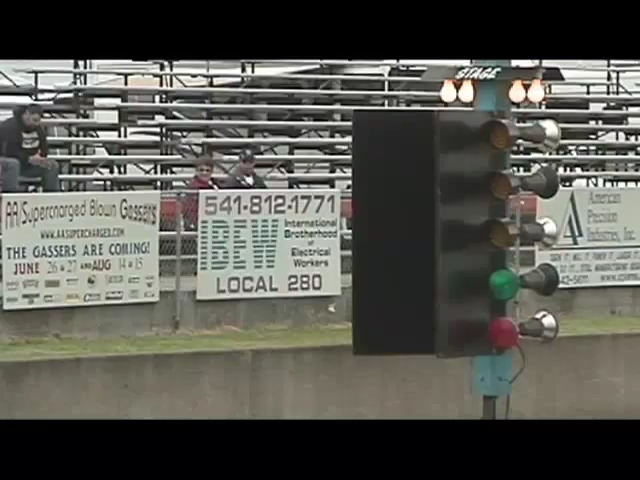 STAGE
AA/Supercharged Blown Gassers
WWW.AASUPERCHARGED.COM
THE GASSERS ARE COMING!
JUNE 26 & 27 AND AUG 14 & 15
541-812-1771
IBEW
International
Brotherhood
of
Electrical
Workers
LOCAL 280
American
Precision
Industries, Inc.